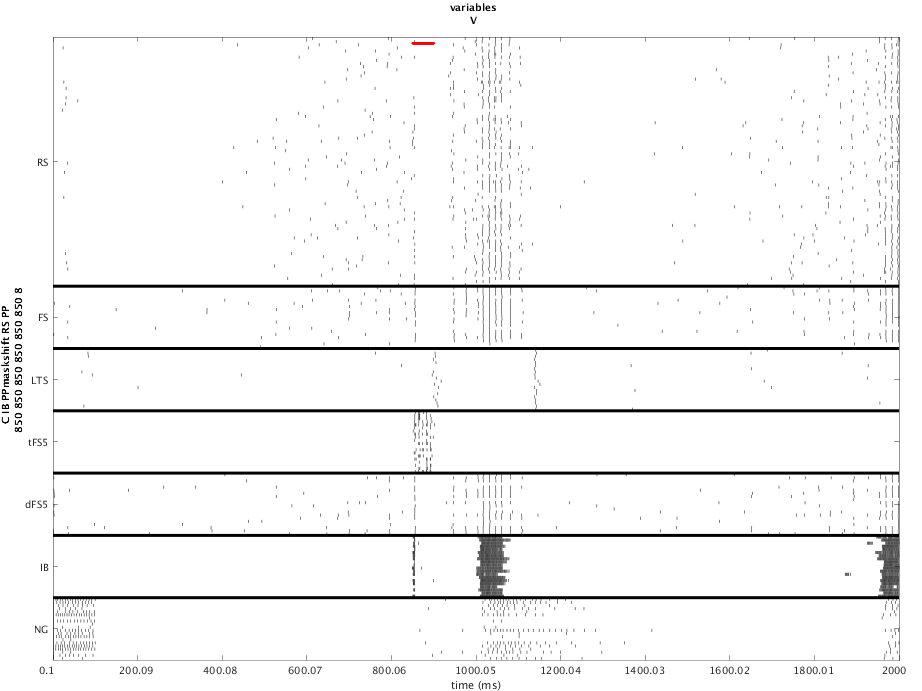 variables
V
RS
FS
LTS
tFS5
dFS5
IB
NG
C IB PPmaskshift RS PP
850 850 850 850 850 850 8
0.1 200.09 400.08 600.07 800.06 1000.05 1200.04 1400.03 1600.02 1800.01 2000
time (ms)